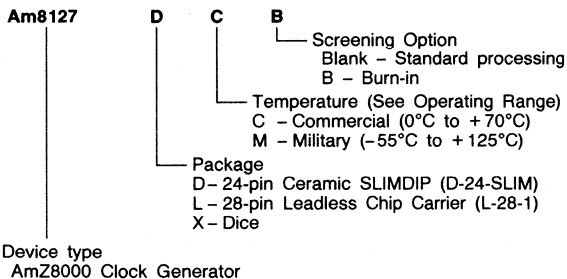 Am8127 D C B
Screening Option
Blank – Standard processing
B – Burn-in
Temperature (See Operating Range)
C – Commercial (0°C to +70°C)
M – Military (–55°C to +125°C)
Package
D – 24-pin Ceramic SLIMDIP (D-24-SLIM)
L – 28-pin Leadless Chip Carrier (L-28-1)
X – Dice
Device type
AmZ8000 Clock Generator